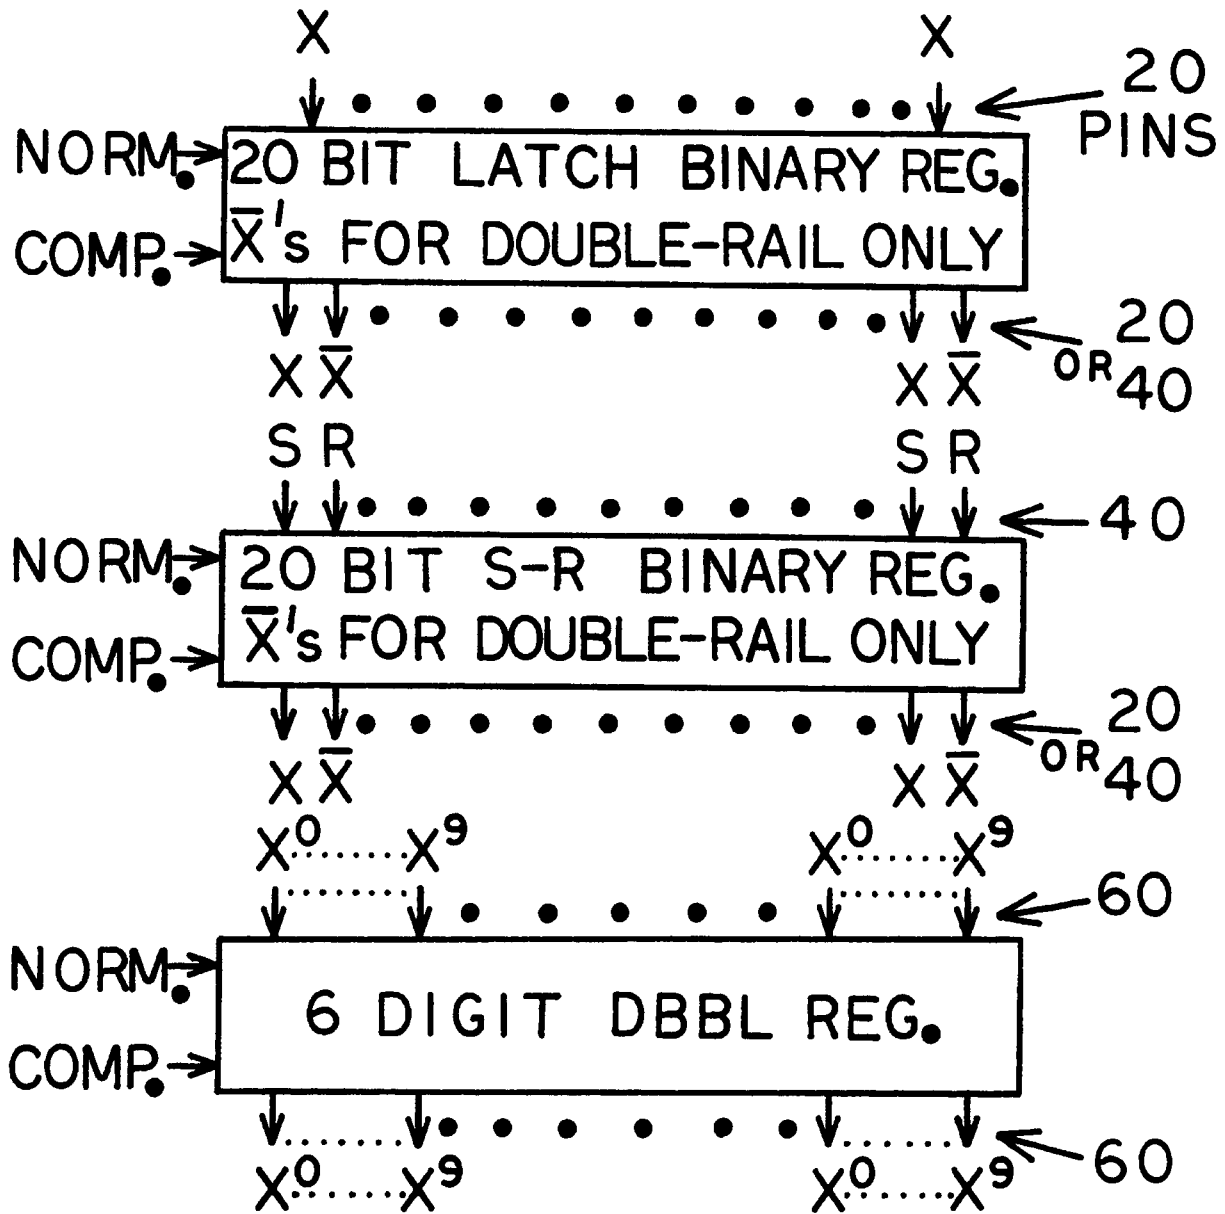 X X
20
PINS
NORM.
20 BIT LATCH BINARY REG.
COMP.
X̅'s FOR DOUBLE-RAIL ONLY
20
OR 40
X X̅ X X̅
S R S R
40
NORM.
20 BIT S-R BINARY REG.
COMP.
X̅'s FOR DOUBLE-RAIL ONLY
20
OR 40
X X̅ X X̅
X⁰........X⁹ X⁰........X⁹
60
NORM.
6 DIGIT DBBL REG.
COMP.
60
X⁰........X⁹ X⁰........X⁹